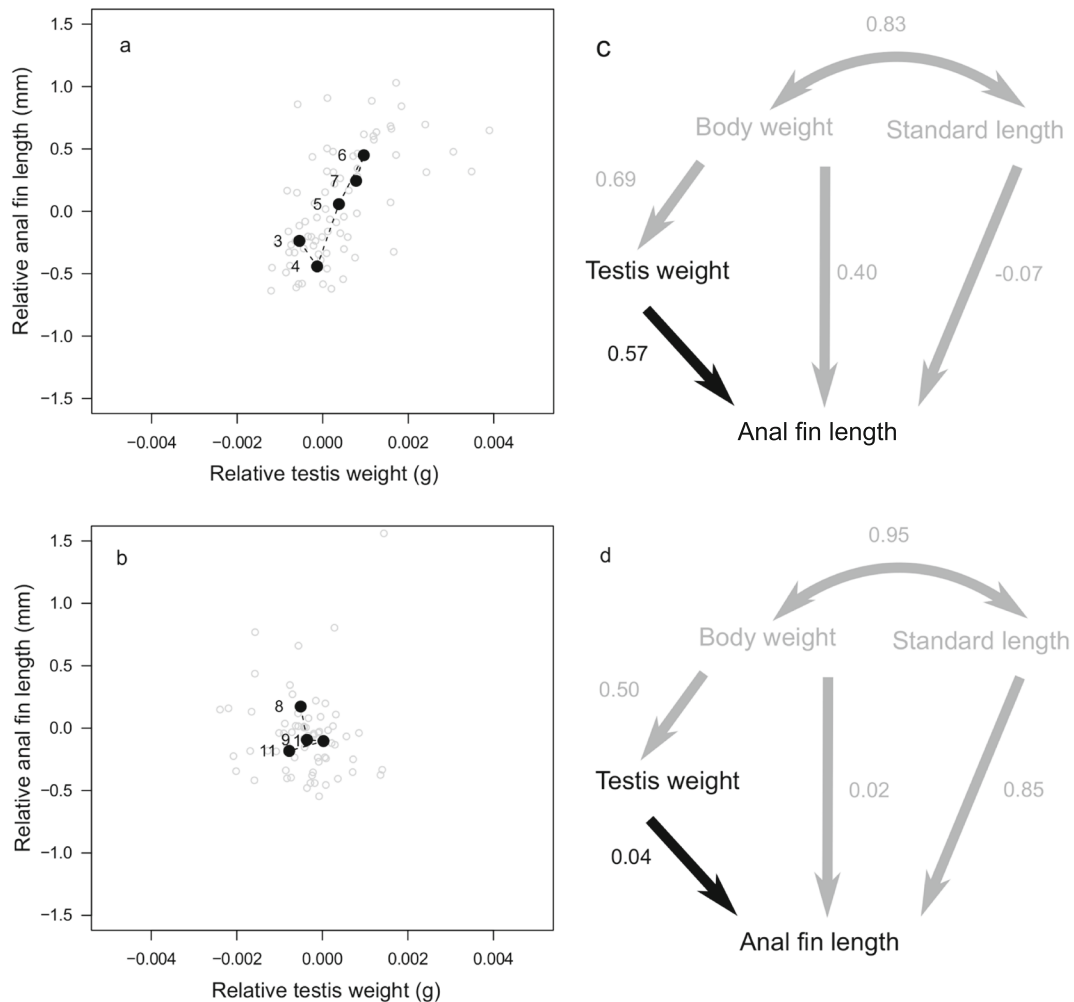 a
1.5
1.0
0.5
0.0
−0.5
−1.0
−1.5
Relative anal fin length (mm)
6
7
5
3
4
−0.004
−0.002
0.000
0.002
0.004
Relative testis weight (g)
c
0.83
Body weight
Standard length
0.69
Testis weight
0.40
-0.07
0.57
Anal fin length
b
1.5
1.0
0.5
0.0
−0.5
−1.0
−1.5
Relative anal fin length (mm)
8
9
1
11
−0.004
−0.002
0.000
0.002
0.004
Relative testis weight (g)
d
0.95
Body weight
Standard length
0.50
Testis weight
0.02
0.85
0.04
Anal fin length